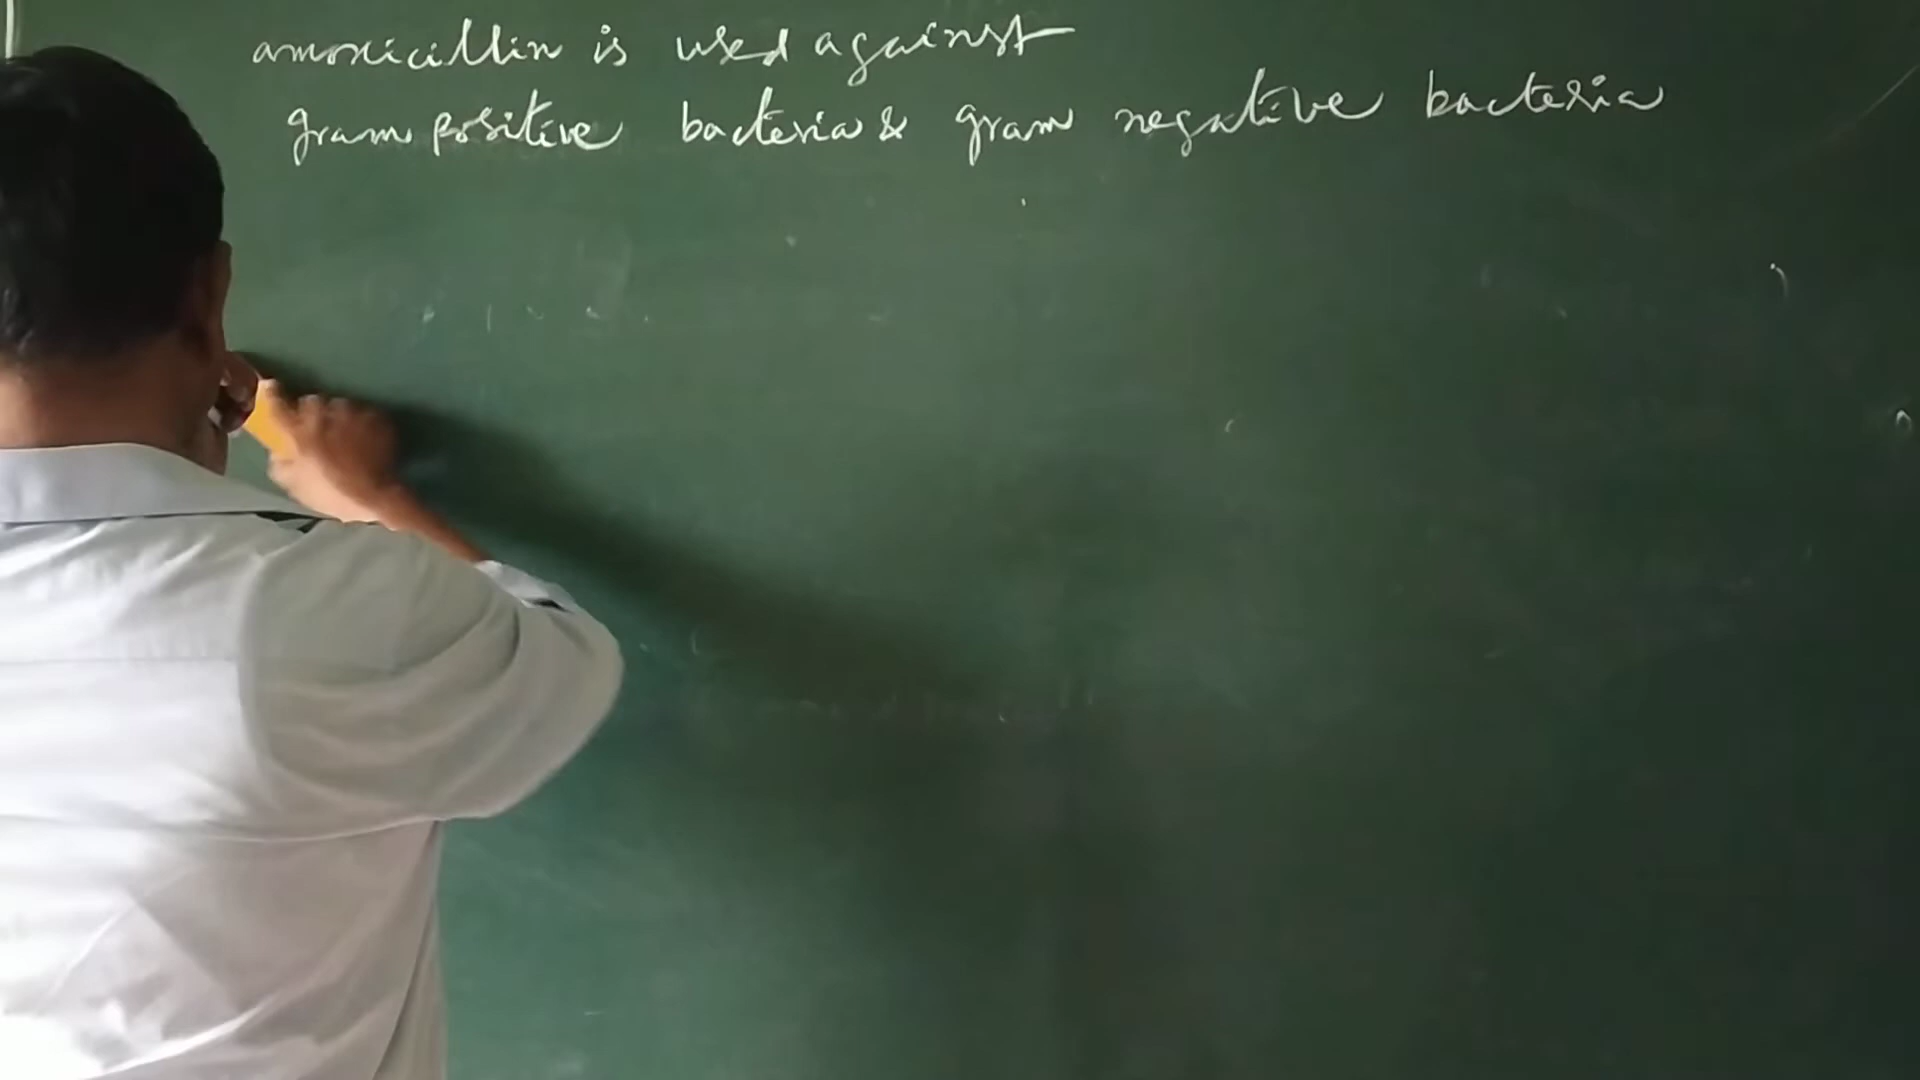 amoxicillin is used against
gram positive bacteria & gram negative bacteria